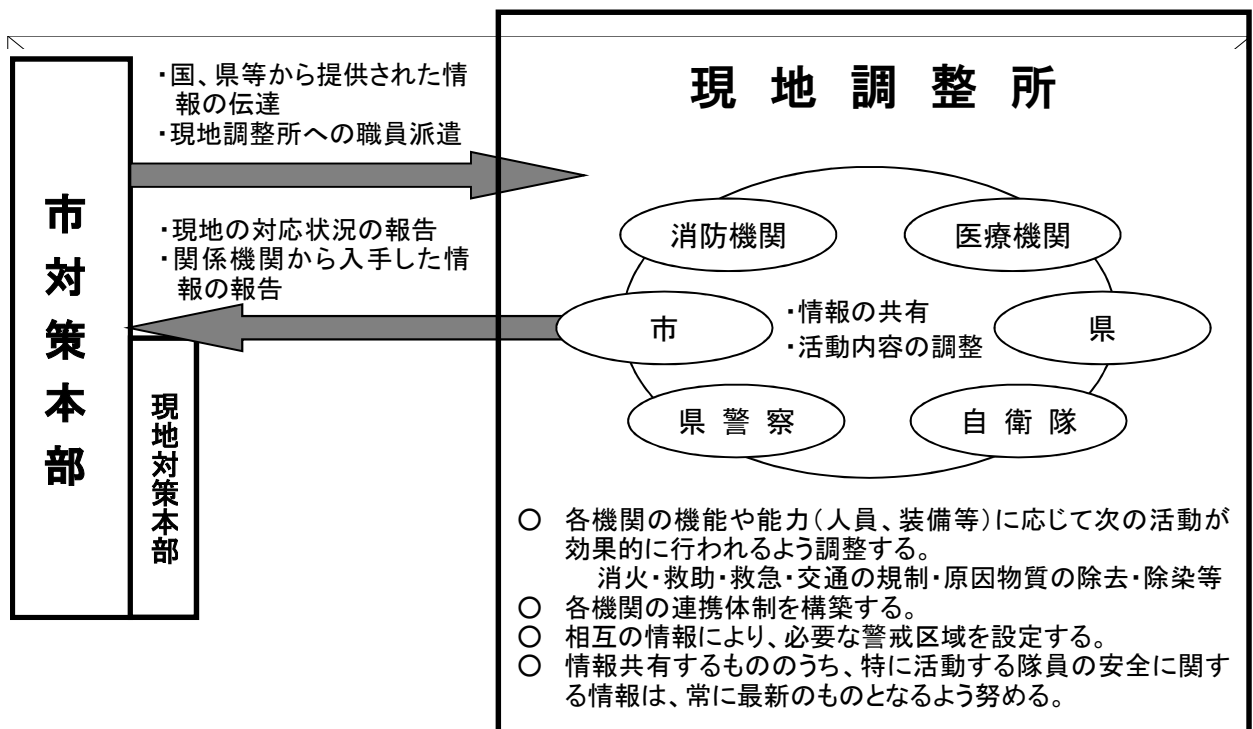 市対策本部
現地対策本部
・国、県等から提供された情
報の伝達
・現地調整所への職員派遣
・現地の対応状況の報告
・関係機関から入手した情
報の報告
現地調整所
消防機関
医療機関
市
・情報の共有
・活動内容の調整
県
県警察
自衛隊
○ 各機関の機能や能力(人員、装備等)に応じて次の活動が
効果的に行われるよう調整する。
消火・救助・救急・交通の規制・原因物質の除去・除染等
○ 各機関の連携体制を構築する。
○ 相互の情報により、必要な警戒区域を設定する。
○ 情報共有するもののうち、特に活動する隊員の安全に関す
る情報は、常に最新のものとなるよう努める。